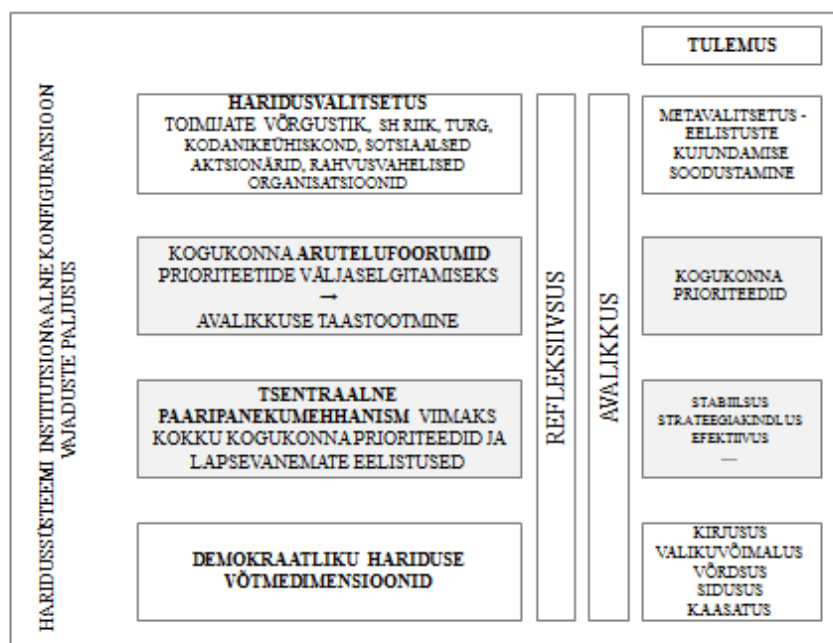 TULEMUS
HARIDUSSÜSTEEMI INSTITUTSIONAALNE KONFIGURATSIOON
VAJADUSTE PALJUSUS
HARIDUSVALITSETUS
TOIMIJATE VÕRGUSTIK, SH RIIK, TURG,
KODANIKEÜHISKOND, SOTSIAALSED
AKTSIONÄRID, RAHVUSVAHELISED
ORGANISATSIOONID
KOGUKONNA ARUTELUFOORUMID
PRIORITEETIDE VÄLJASELGITAMISEKS
→
AVALIKKUSE TAASTOOTMINE
TSENTRAALNE
PAARIPANEKUMEHHANISM VIIMAKS
KOKKU KOGUKONNA PRIORITEEDID JA
LAPSEVANEMATE EELISTUSED
DEMOKRAATLIKU HARIDUSE
VÕTMEDIMENSIOONID
REFLEKSIIVSUS
AVALIKKUS
METAVALITSETUS -
EELISTUSTE
KUJUNDAMISE
SOODUSTAMINE
KOGUKONNA
PRIORITEEDID
STABIILSUS
STRATEEGIAKINDLUS
EFEKTIIVUS
....
KIRJUSUS
VALIKUVÕIMALUS
VÕRDSUS
SIDUSUS
KAASATUS